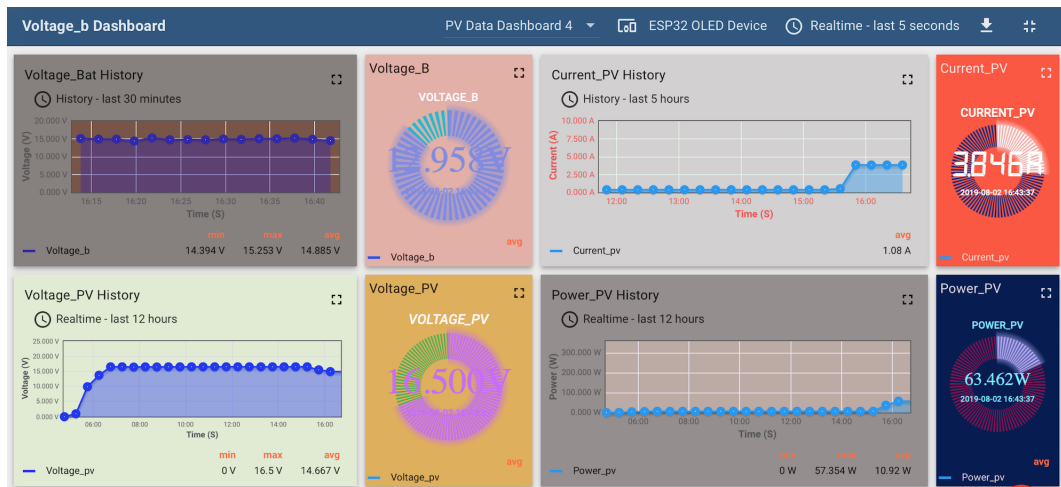 Voltage_b Dashboard
PV Data Dashboard 4
ESP32 OLED Device
Realtime - last 5 seconds
Voltage_Bat History
History - last 30 minutes
20.000 V
15.000 V
10.000 V
5.000 V
0.000 V
Voltage (V)
16:15 16:20 16:25 16:30 16:35 16:40
Time (S)
min max avg
Voltage_b 14.394 V 15.253 V 14.885 V
Voltage_B
VOLTAGE_B
.958V
avg
Voltage_b
Current_PV History
History - last 5 hours
10.000 A
7.500 A
5.000 A
2.500 A
0.000 A
Current (A)
12:00 13:00 14:00 15:00 16:00
Time (S)
avg
Current_pv 1.08 A
Current_PV
CURRENT_PV
3.846A
2019-08-02 16:43:37
Current_pv
Voltage_PV History
Realtime - last 12 hours
25.000 V
20.000 V
15.000 V
10.000 V
5.000 V
0.000 V
Voltage (V)
06:00 08:00 10:00 12:00 14:00 16:00
Time (S)
min max avg
Voltage_pv 0 V 16.5 V 14.667 V
Voltage_PV
VOLTAGE_PV
16.500V
avg
Voltage_pv
Power_PV History
Realtime - last 12 hours
300.000 W
200.000 W
100.000 W
0.000 W
Power (W)
06:00 08:00 10:00 12:00 14:00 16:00
Time (S)
min max avg
Power_pv 0 W 57.354 W 10.92 W
Power_PV
POWER_PV
63.462W
2019-08-02 16:43:37
avg
Power_pv